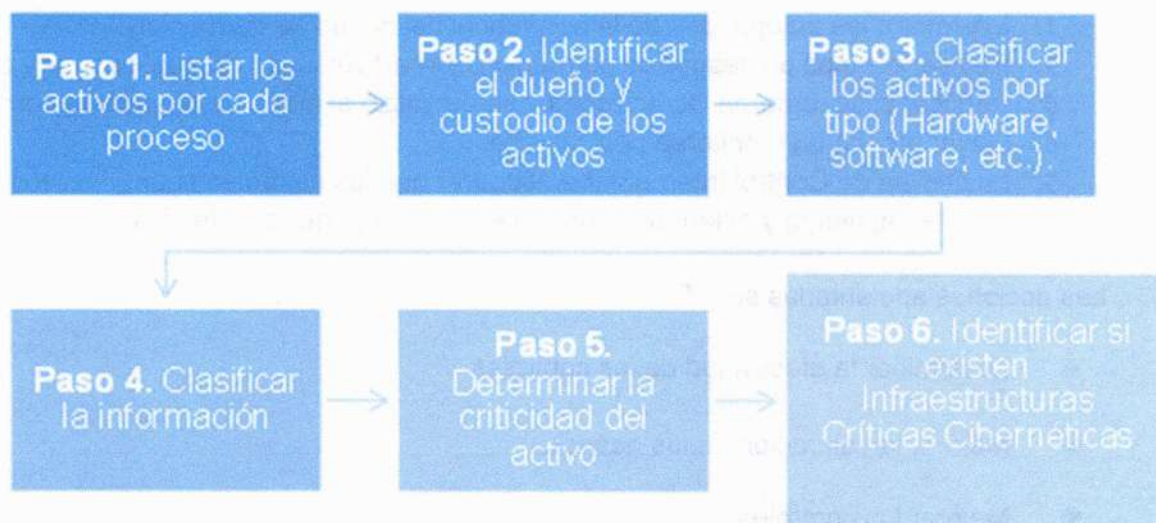 Paso 1. Listar los
activos por cada
proceso
Paso 2. Identificar
el dueño y
custodio de los
activos
Paso 3. Clasificar
los activos por
tipo (Hardware,
software, etc.).
Paso 4. Clasificar
la información
Paso 5.
Determinar la
criticidad del
activo
Paso 6. Identificar si
existen
Infraestructuras
Críticas Cibernéticas